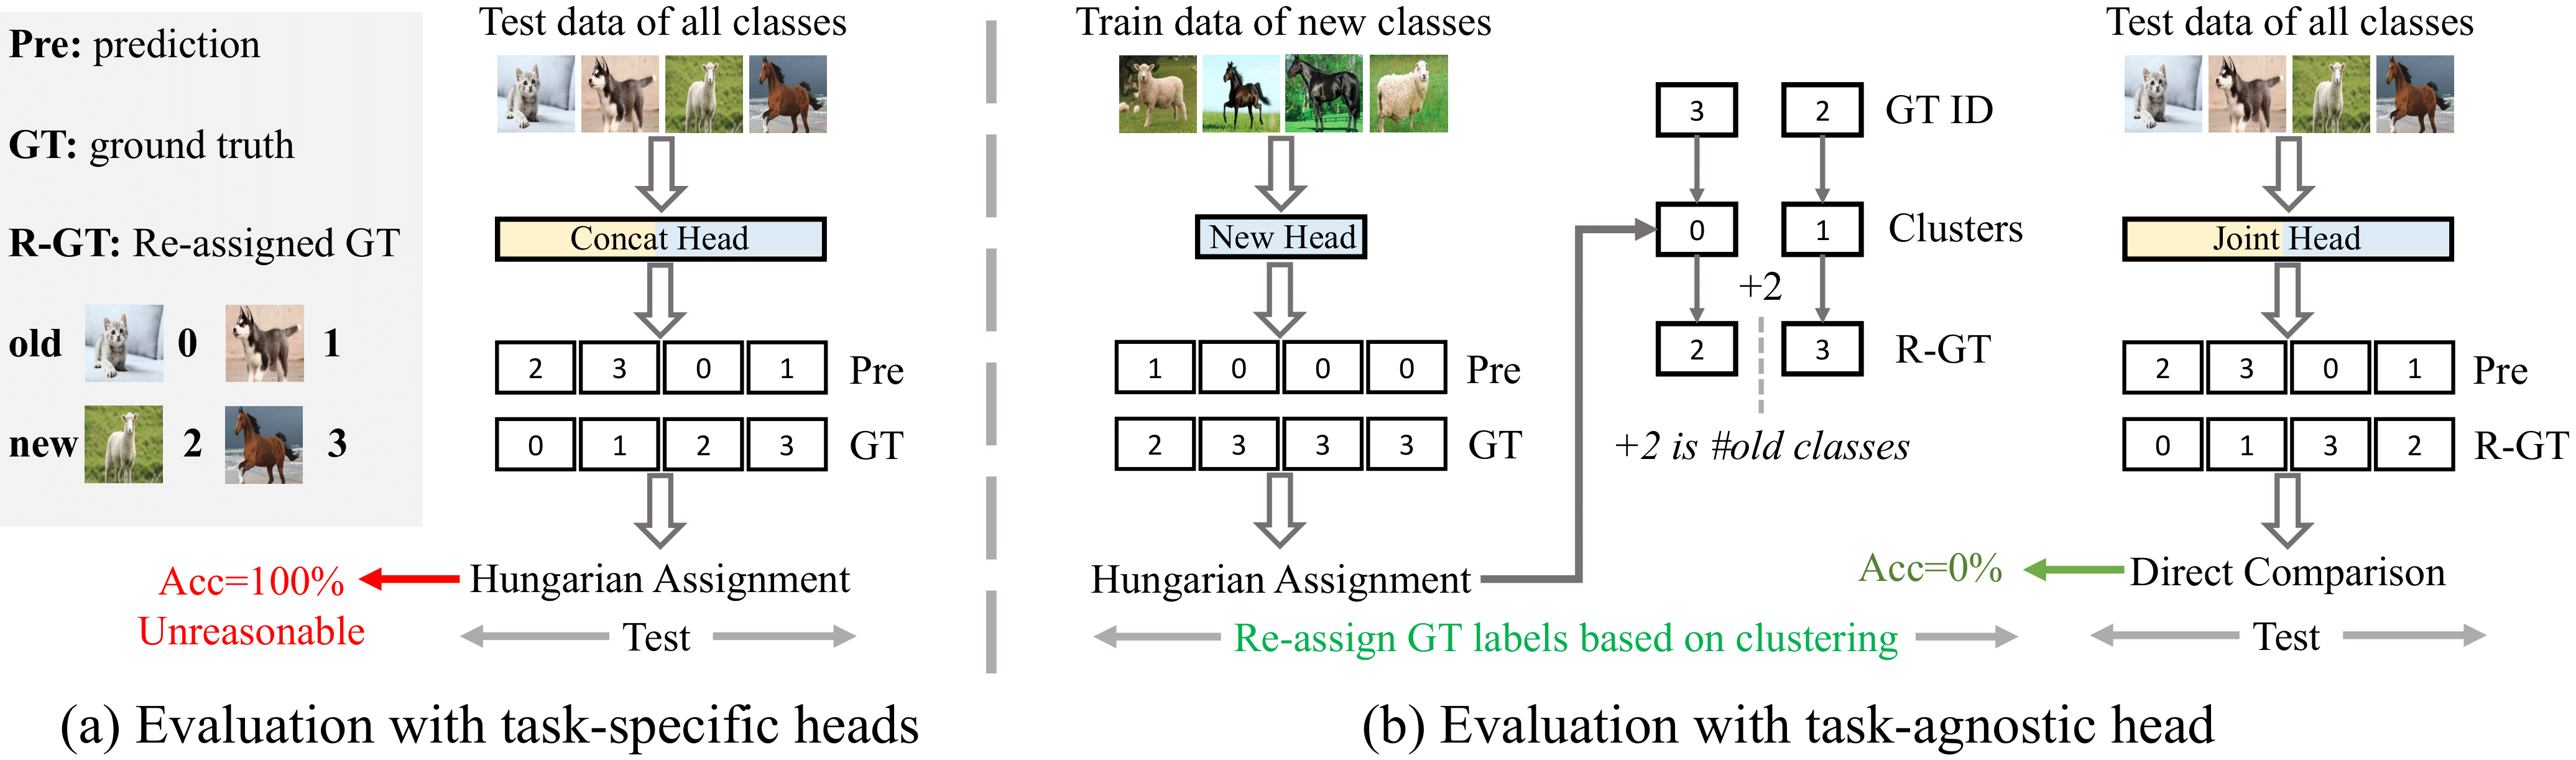 Pre: prediction
GT: ground truth
R-GT: Re-assigned GT
old 0 1
new 2 3
Test data of all classes
Concat Head
2 3 0 1 Pre
0 1 2 3 GT
Hungarian Assignment
Acc=100%
Unreasonable
Test
(a) Evaluation with task-specific heads
Train data of new classes
New Head
1 0 0 0 Pre
2 3 3 3 GT
Hungarian Assignment
3 2 GT ID
0 1 Clusters
+2
2 3 R-GT
+2 is #old classes
Re-assign GT labels based on clustering
Test data of all classes
Joint Head
2 3 0 1 Pre
0 1 3 2 R-GT
Direct Comparison
Acc=0%
Test
(b) Evaluation with task-agnostic head